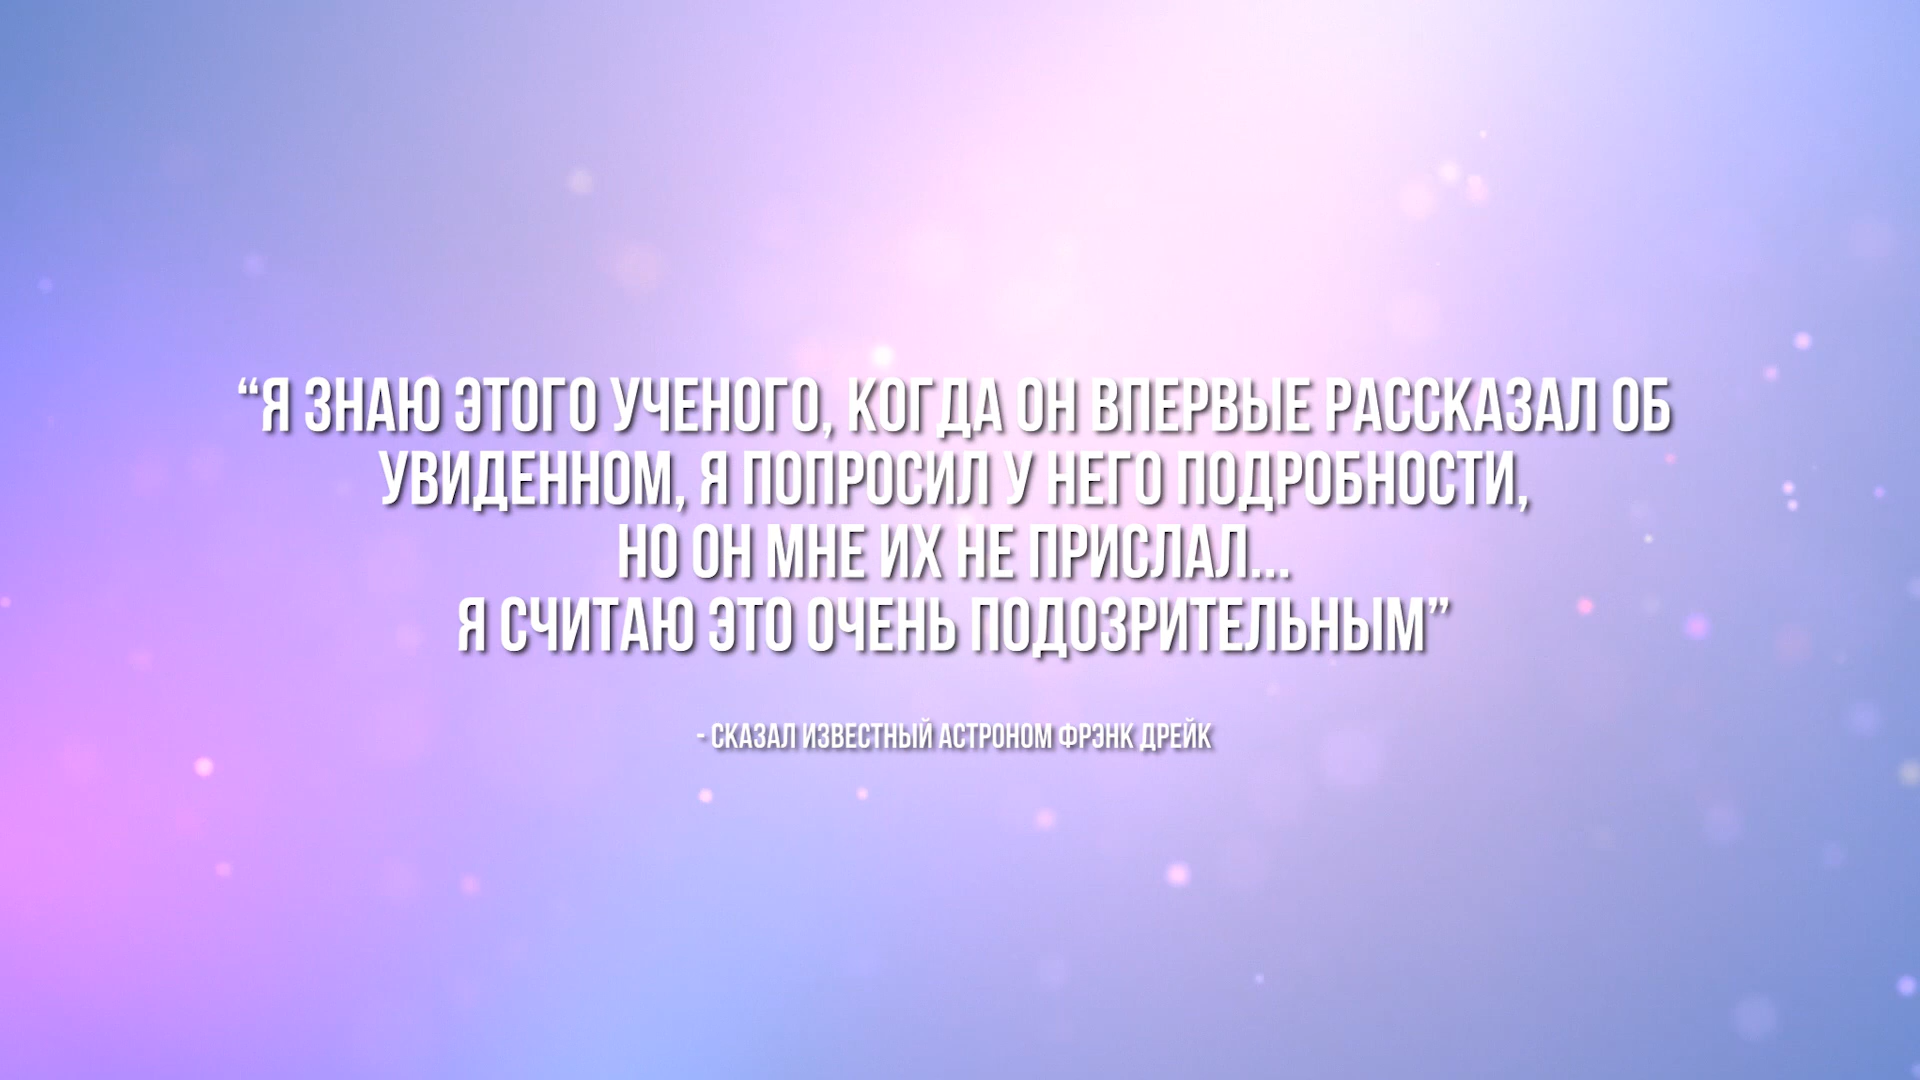 “Я ЗНАЮ ЭТОГО УЧЕНОГО, КОГДА ОН ВПЕРВЫЕ РАССКАЗАЛ ОБ
УВИДЕННОМ, Я ПОПРОСИЛ У НЕГО ПОДРОБНОСТИ,
НО ОН МНЕ ИХ НЕ ПРИСЛАЛ...
Я СЧИТАЮ ЭТО ОЧЕНЬ ПОДОЗРИТЕЛЬНЫМ”
- СКАЗАЛ ИЗВЕСТНЫЙ АСТРОНОМ ФРЭНК ДРЕЙК